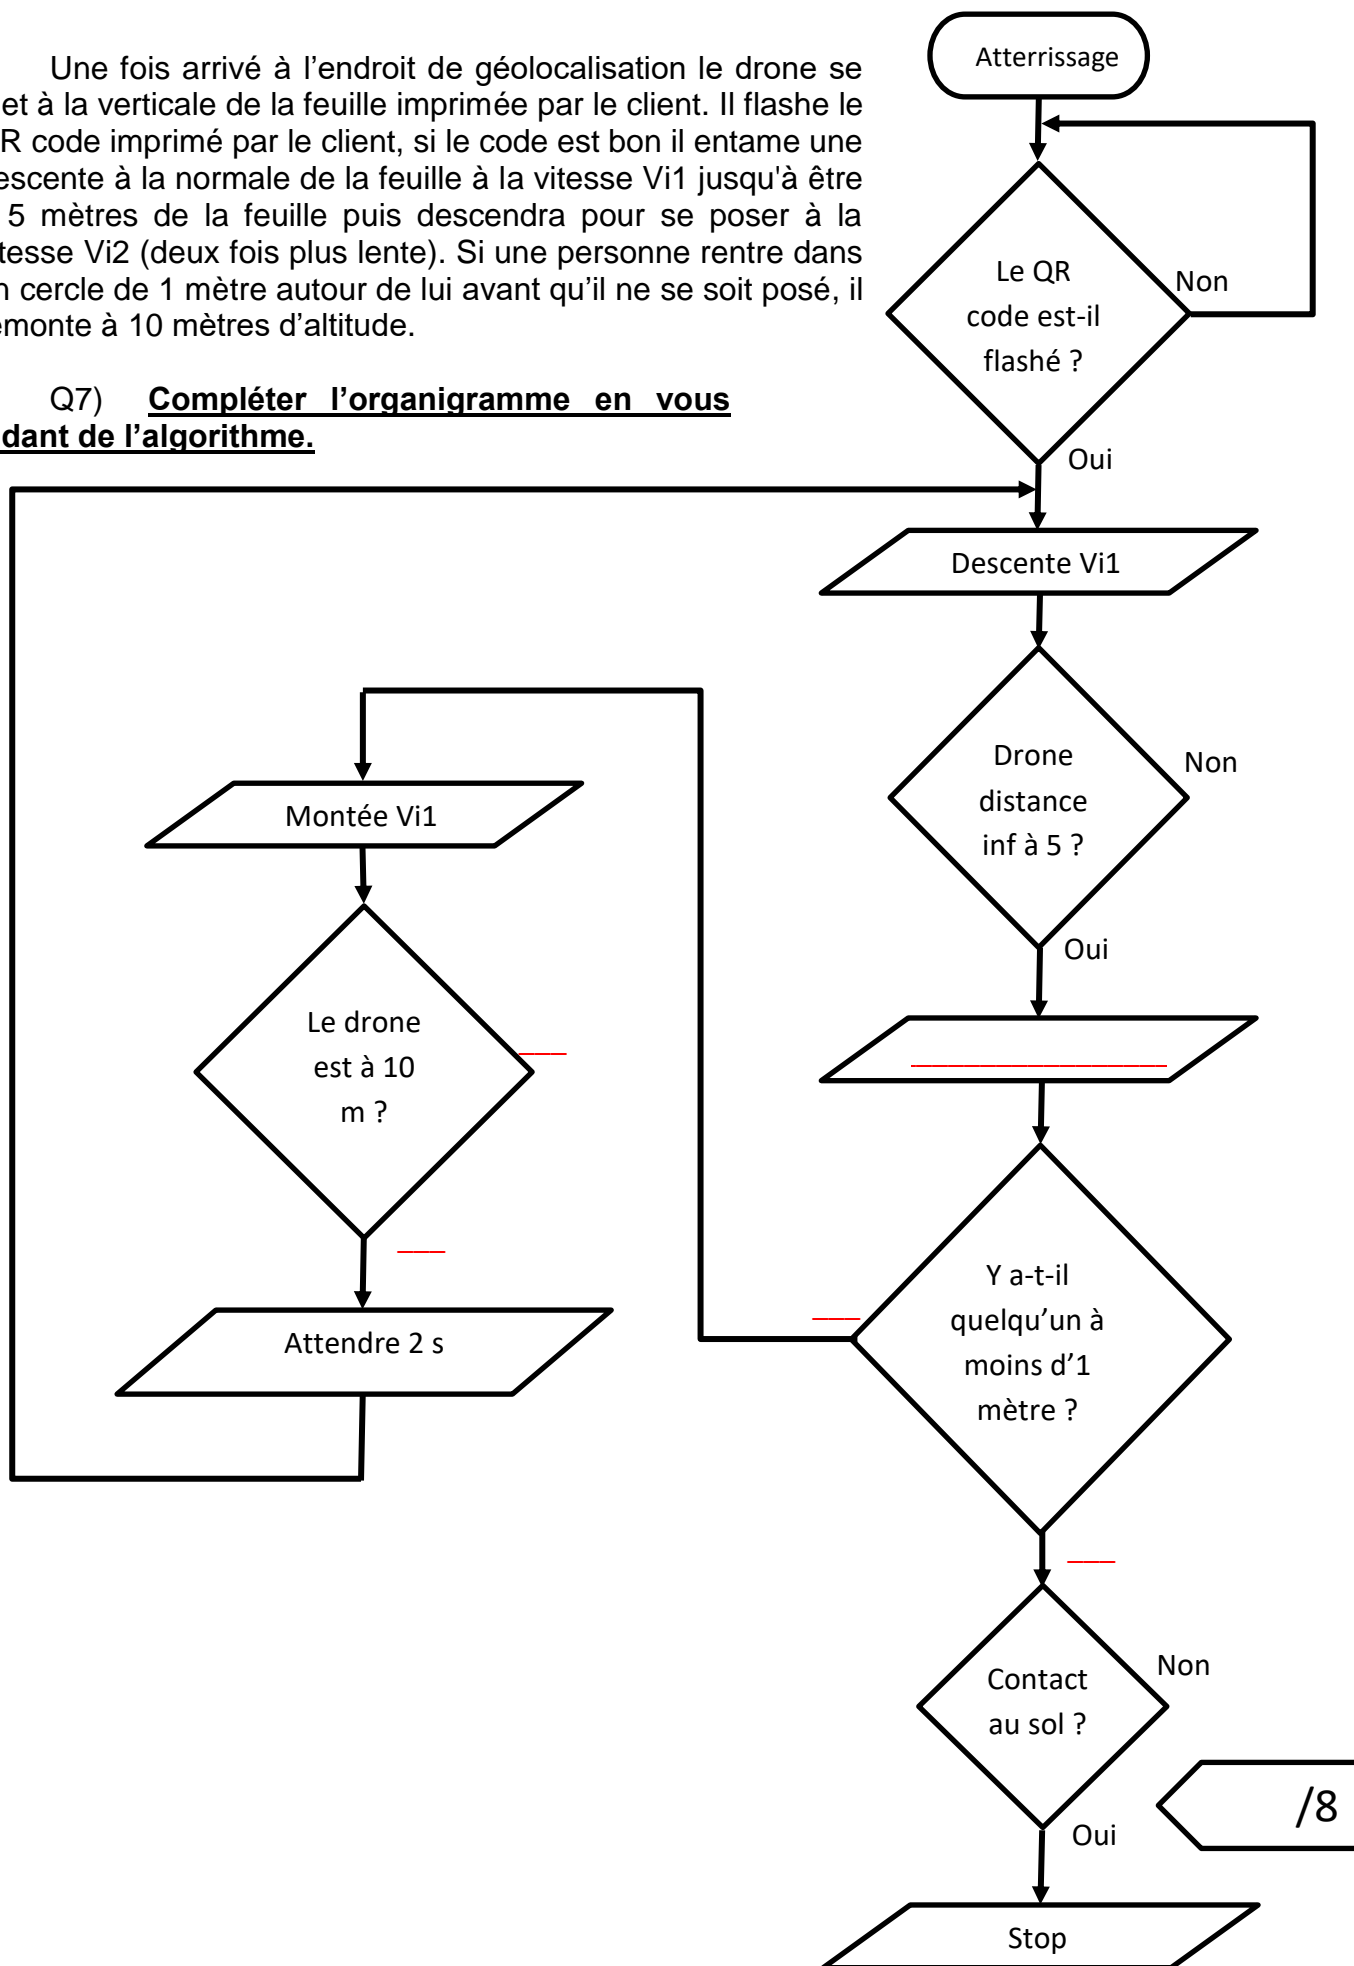 Une fois arrivé à l’endroit de géolocalisation le drone se
et à la verticale de la feuille imprimée par le client. Il flashe le
R code imprimé par le client, si le code est bon il entame une
escente à la normale de la feuille à la vitesse Vi1 jusqu'à être
5 mètres de la feuille puis descendra pour se poser à la
tesse Vi2 (deux fois plus lente). Si une personne rentre dans
n cercle de 1 mètre autour de lui avant qu’il ne se soit posé, il
emonte à 10 mètres d’altitude.
Q7) Compléter l’organigramme en vous
idant de l’algorithme.
Atterrissage
Le QR
code est-il
flashé ?
Non
Oui
Descente Vi1
Drone
distance
inf à 5 ?
Non
Oui
Montée Vi1
Le drone
est à 10
m ?
___
___
Attendre 2 s
________________
Y a-t-il
quelqu’un à
moins d’1
mètre ?
___
___
Contact
au sol ?
Non
Oui
/8
Stop